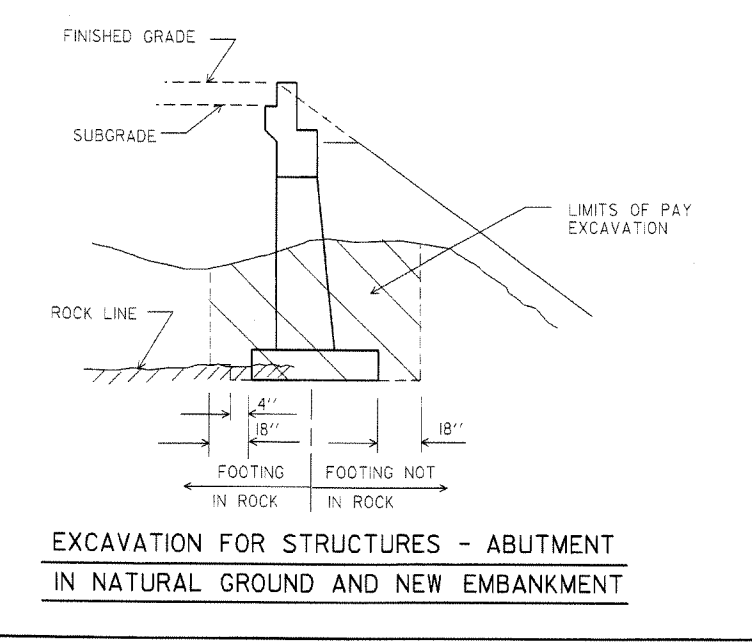 FINISHED GRADE
SUBGRADE
LIMITS OF PAY
EXCAVATION
ROCK LINE
4''
18''
18''
FOOTING
IN ROCK
FOOTING NOT
IN ROCK
EXCAVATION FOR STRUCTURES - ABUTMENT
IN NATURAL GROUND AND NEW EMBANKMENT